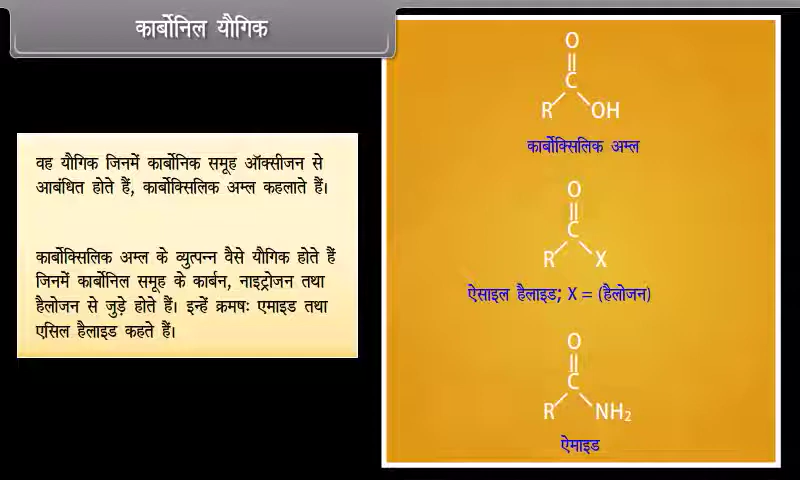 कार्बोनिल यौगिक
वह यौगिक जिनमें कार्बोनिक समूह ऑक्सीजन से
आबंधित होते हैं, कार्बोक्सिलिक अम्ल कहलाते हैं।
कार्बोक्सिलिक अम्ल के व्युत्पन्न वैसे यौगिक होते हैं
जिनमें कार्बोनिल समूह के कार्बन, नाइट्रोजन तथा
हैलोजन से जुड़े होते हैं। इन्हें क्रमषः एमाइड तथा
एसिल हैलाइड कहते हैं।
O
C
R OH
कार्बोक्सिलिक अम्ल
O
C
R X
ऐसाइल हैलाइड; X = (हैलोजन)
O
C
R NH₂
ऐमाइड